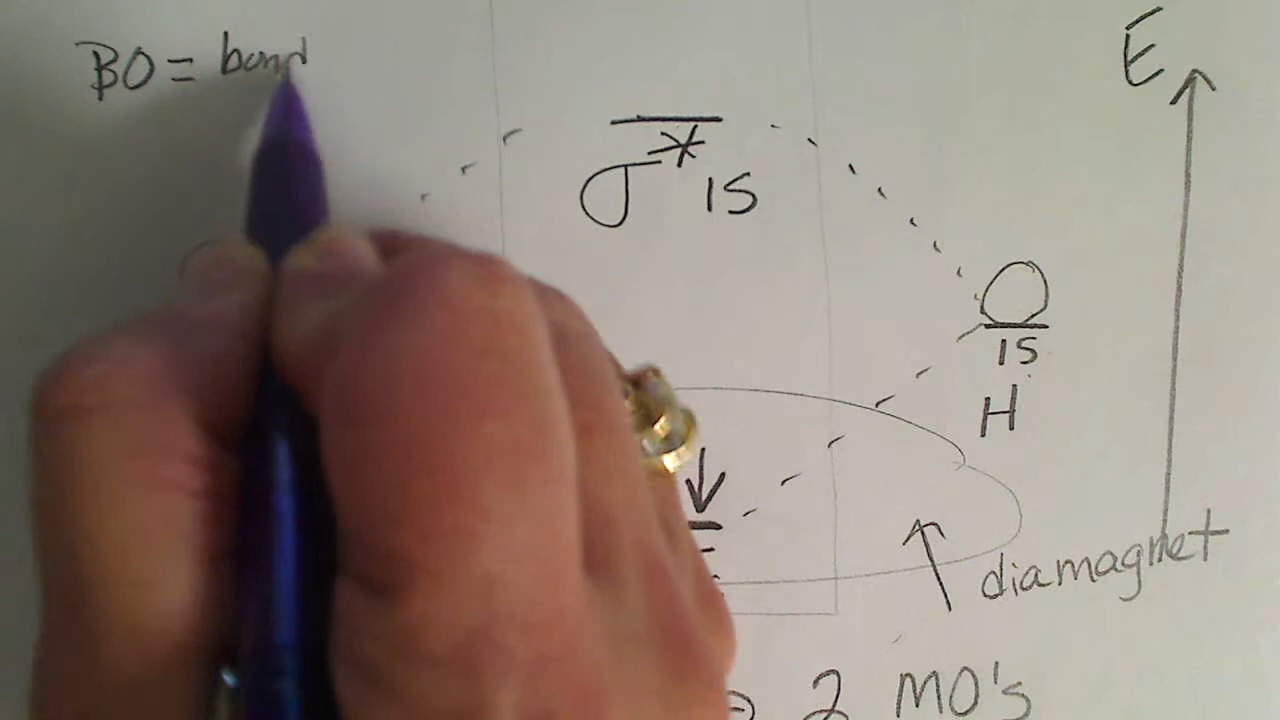 BO = bond
E
σ* 1s
1s
H
diamagnet
2 MO's